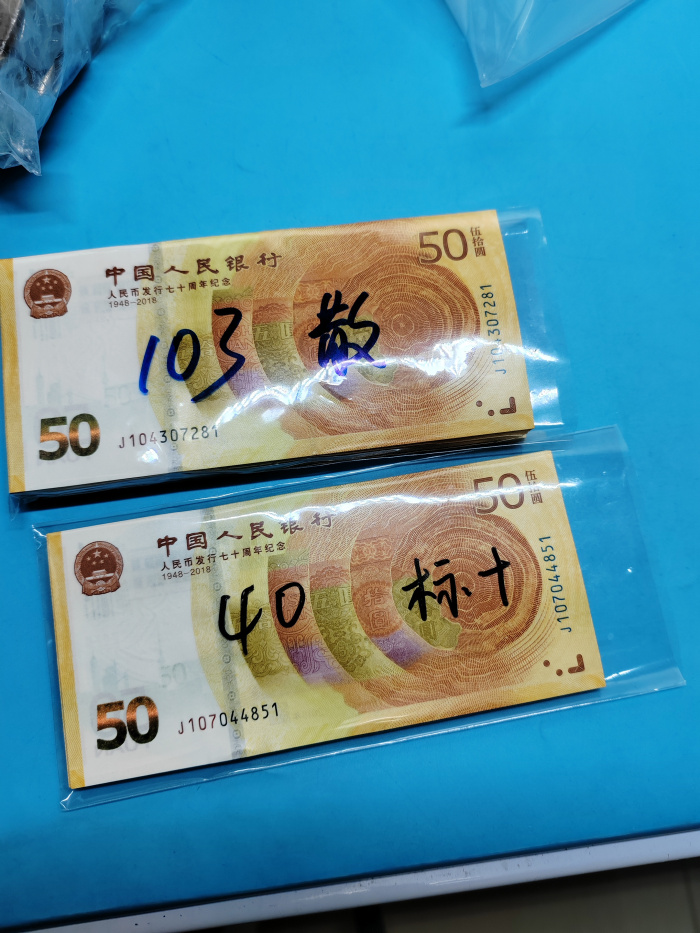 中国人民银行
人民币发行七十周年纪念
1948-2018
50
伍拾圆
103 散
J104307281
50
J104307281
中国人民银行
人民币发行七十周年纪念
1948-2018
50
伍拾圆
40 标十
J107044851
50
J107044851